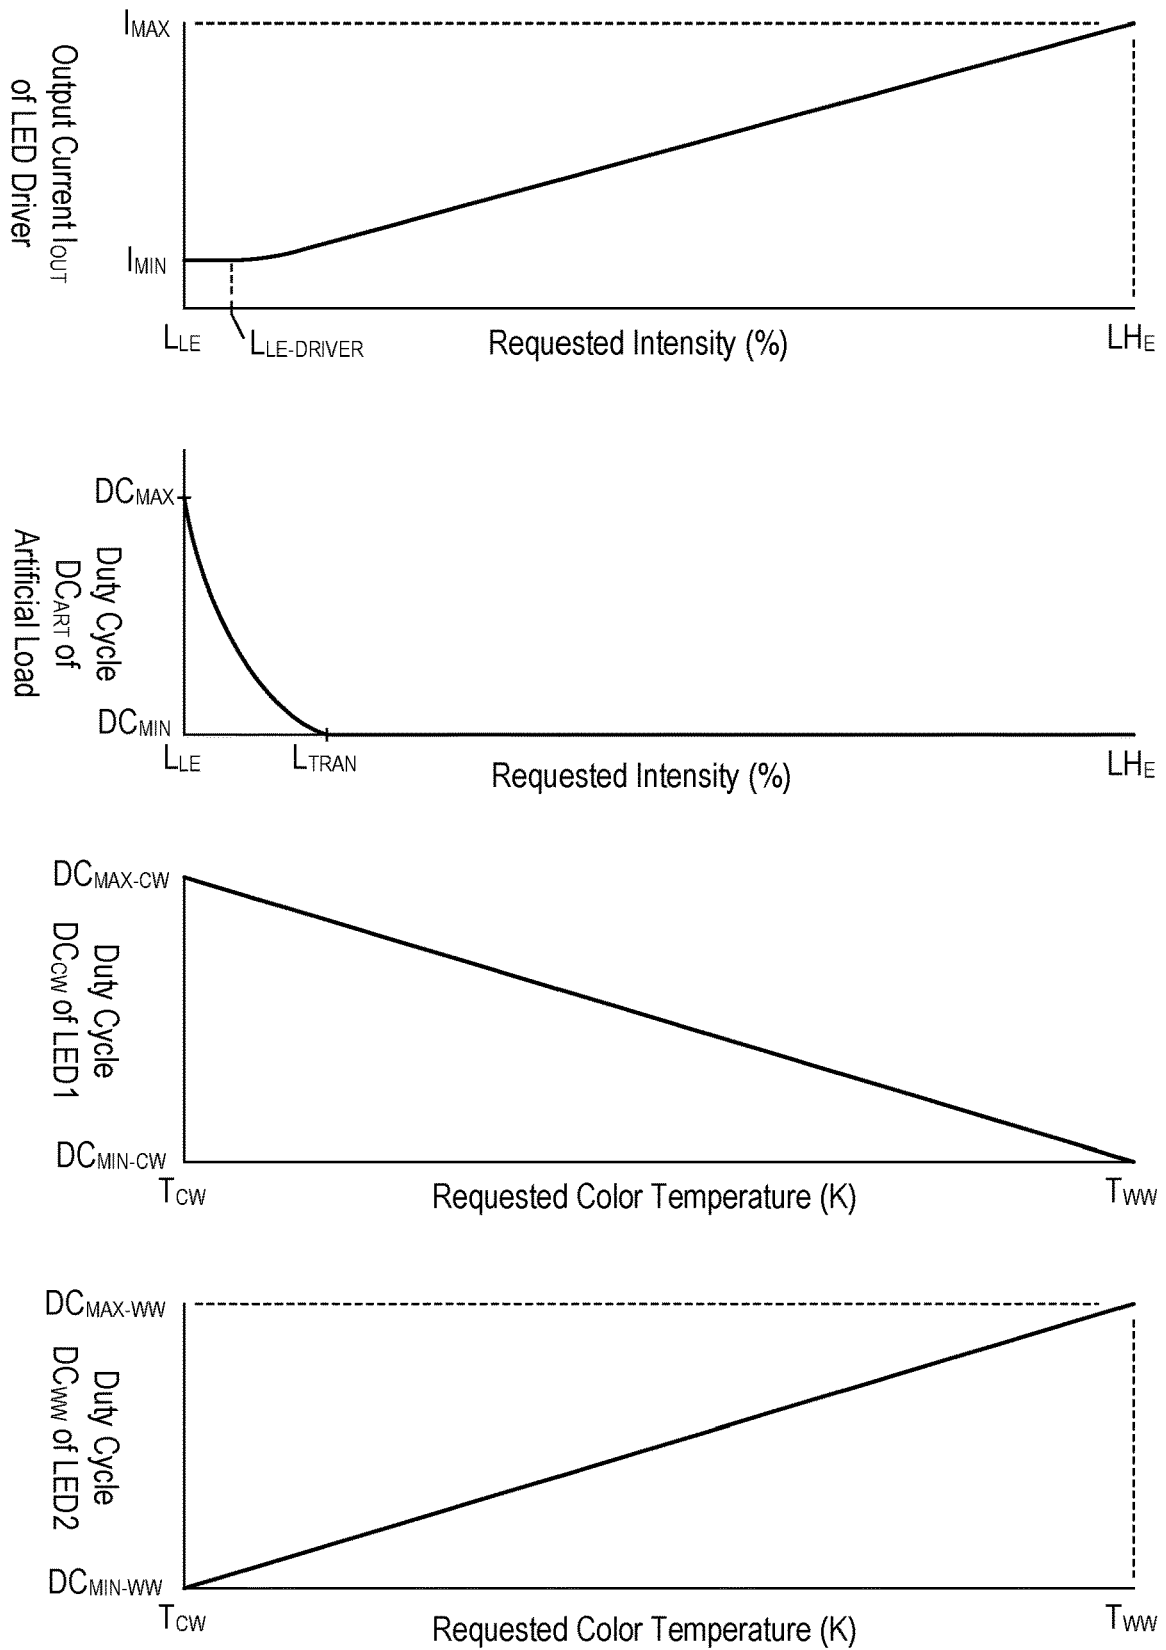 IMAX
Output Current IOUT
of LED Driver
IMIN
LLE
LLE-DRIVER
Requested Intensity (%)
LHE
DCMAX
Duty Cycle
DCART of
Artificial Load
DCMIN
LLE
LTRAN
Requested Intensity (%)
LHE
DCMAX-CW
Duty Cycle
DCCW of LED1
DCMIN-CW
TCW
Requested Color Temperature (K)
TWW
DCMAX-WW
Duty Cycle
DCWW of LED2
DCMIN-WW
TCW
Requested Color Temperature (K)
TWW